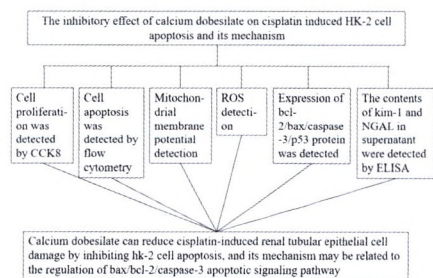 The inhibitory effect of calcium dobesilate on cisplatin induced HK-2 cell
apoptosis and its mechanism
Cell
proliferati-
on was
detected
by CCK8
Cell
apoptosis
was
detected by
flow
cytometry
Mitochon-
drial
membrane
potential
detection
ROS
detecti-
on
Expression of
bcl-
2/bax/caspase
-3/p53 protein
was detected
The contents
of kim-1 and
NGAL in
supernatant
were detected
by ELISA
Calcium dobesilate can reduce cisplatin-induced renal tubular epithelial cell
damage by inhibiting hk-2 cell apoptosis, and its mechanism may be related to
the regulation of bax/bcl-2/caspase-3 apoptotic signaling pathway